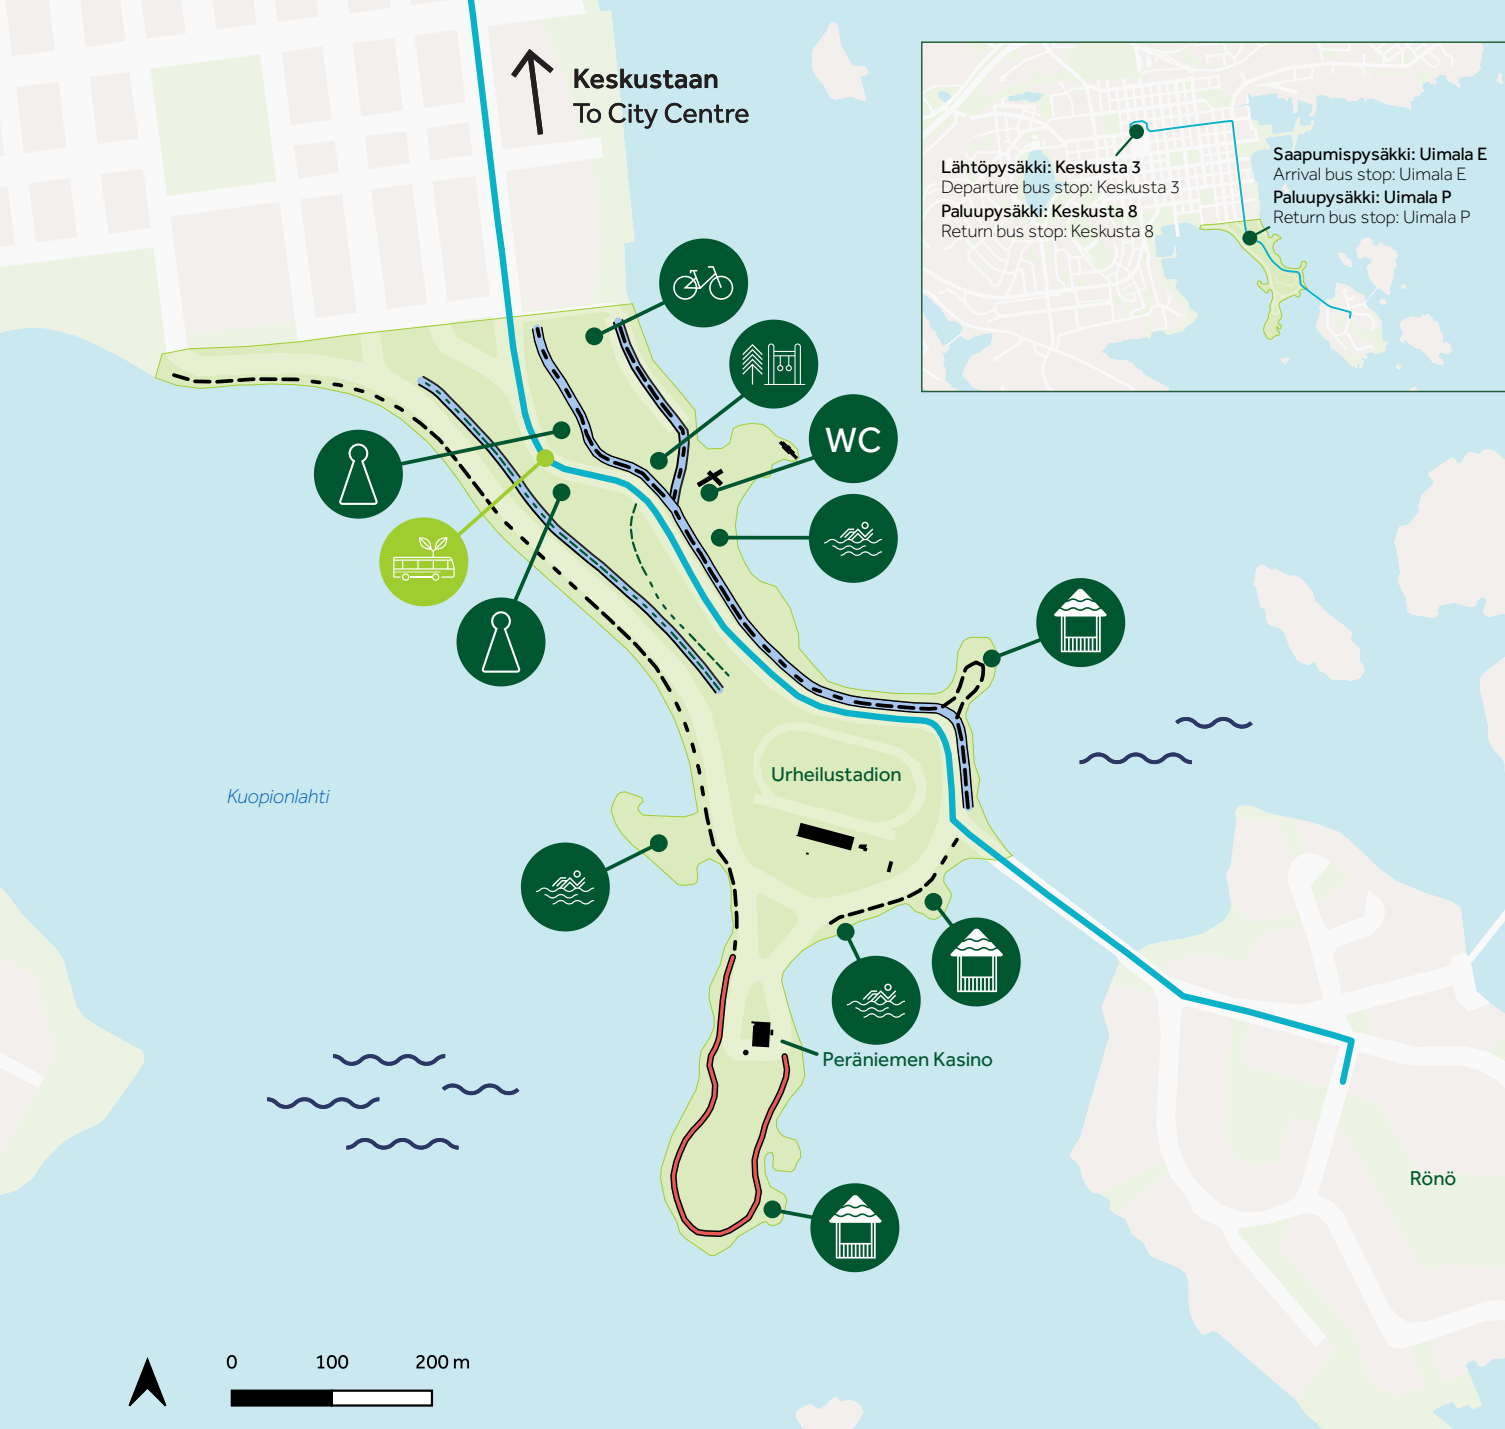 Keskustaan
To City Centre
Lähtöpysäkki: Keskusta 3
Departure bus stop: Keskusta 3
Paluupysäkki: Keskusta 8
Return bus stop: Keskusta 8
Saapumispysäkki: Uimala E
Arrival bus stop: Uimala E
Paluupysäkki: Uimala P
Return bus stop: Uimala P
WC
Urheilustadion
Kuopionlahti
Peräniemen Kasino
Rönö
0 100 200 m